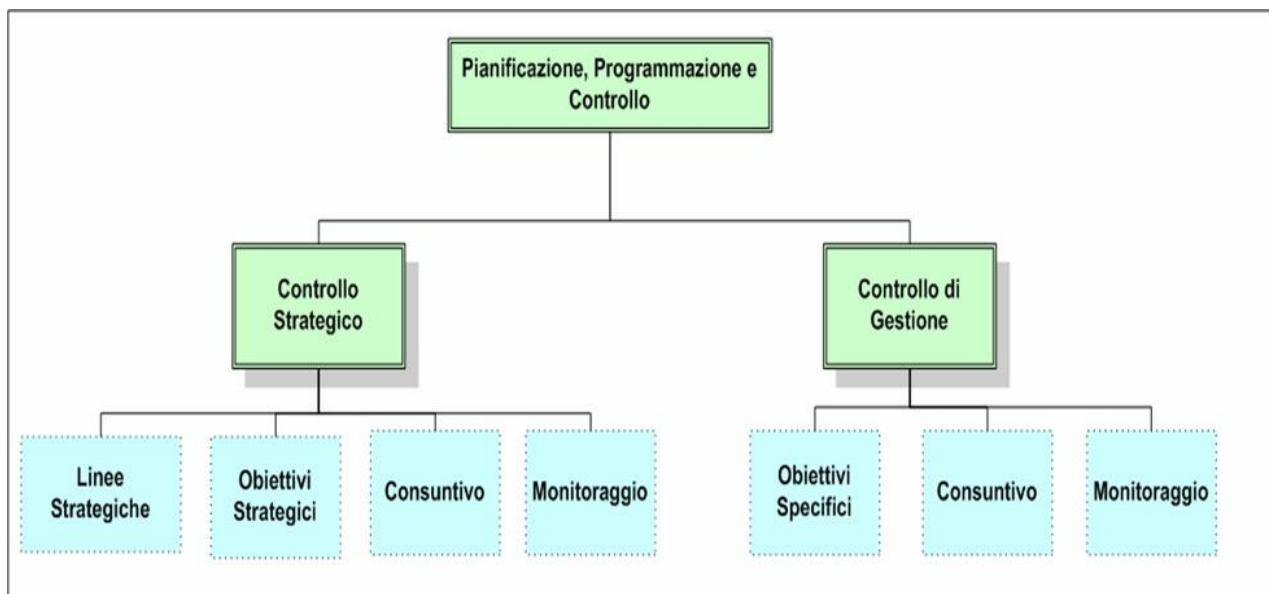 Pianificazione, Programmazione e
Controllo
Controllo
Strategico
Controllo di
Gestione
Linee
Strategiche
Obiettivi
Strategici
Consuntivo
Monitoraggio
Obiettivi
Specifici
Consuntivo
Monitoraggio